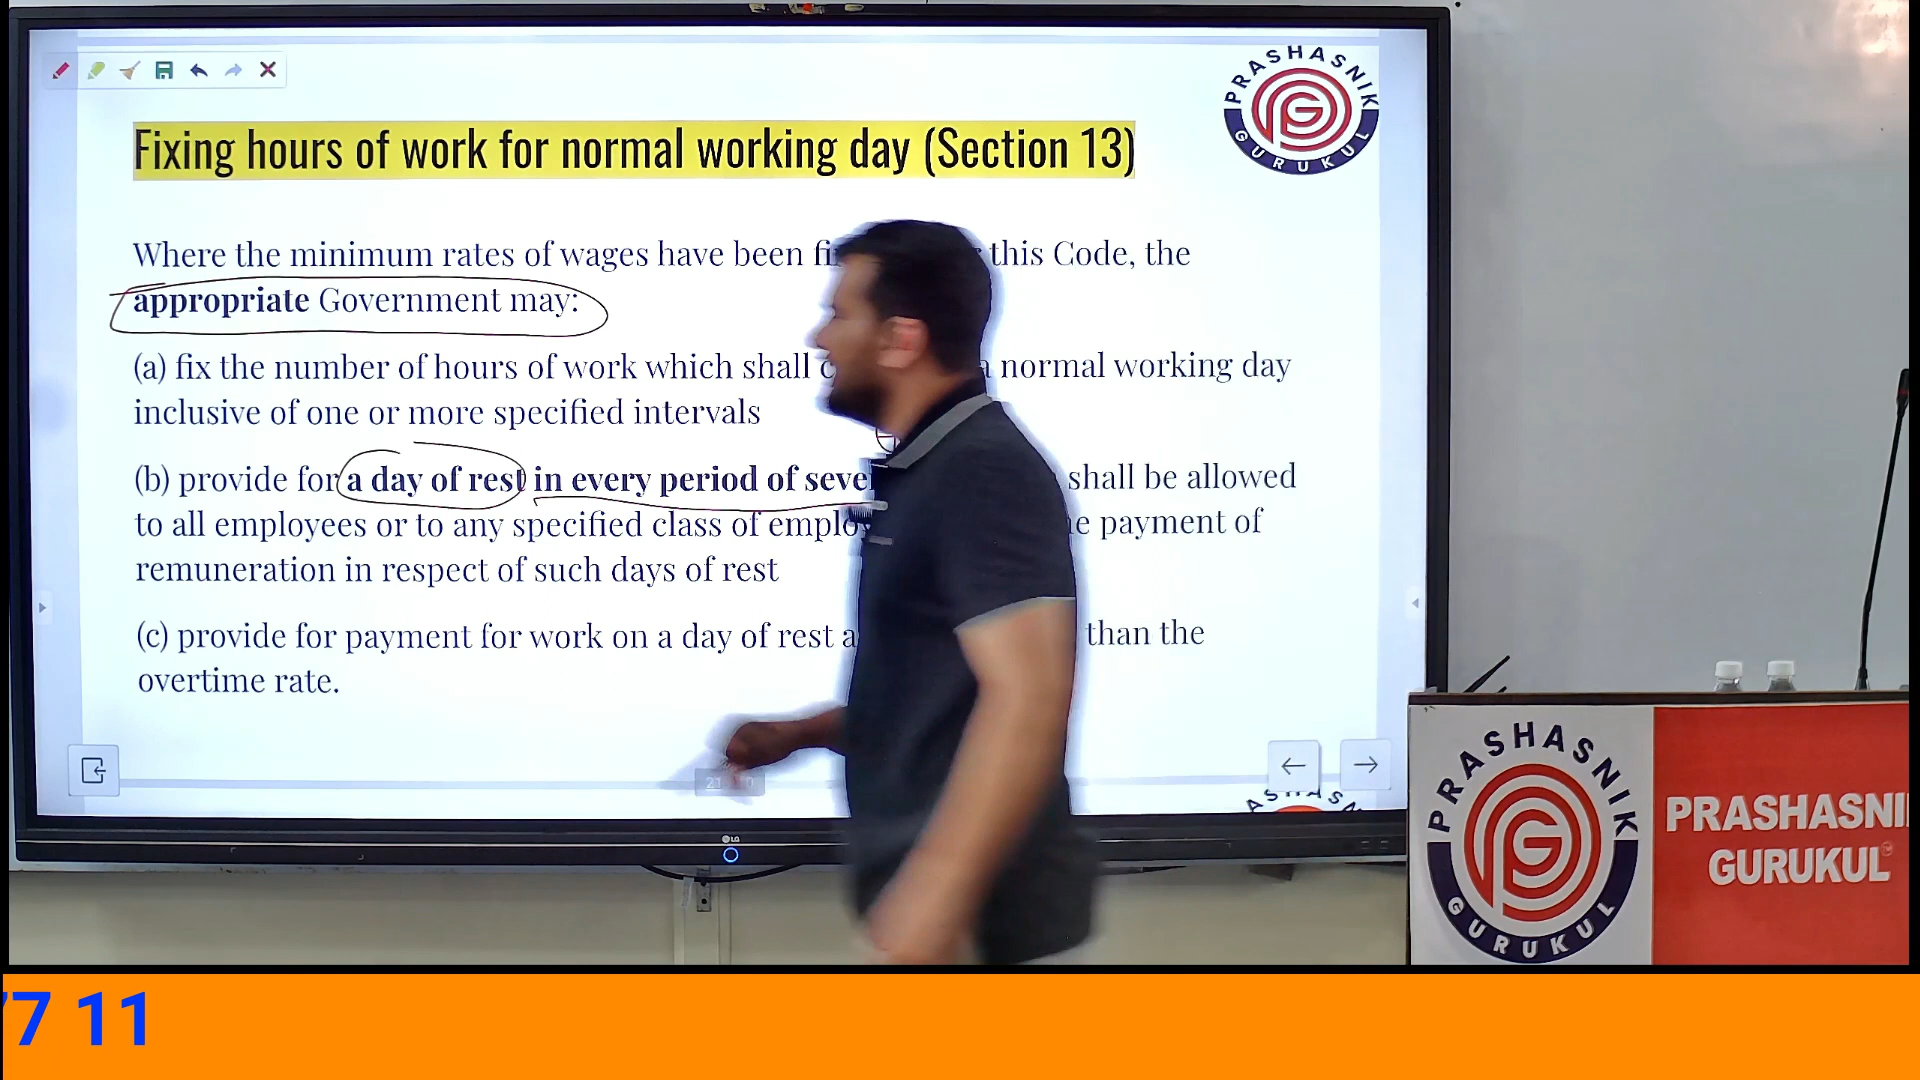 PRASHASNIK
GURUKUL
Fixing hours of work for normal working day (Section 13)
Where the minimum rates of wages have been this Code, the
appropriate Government may:
(a) fix the number of hours of work which shall normal working day
inclusive of one or more specified intervals
(b) provide for a day of rest in every period of shall be allowed
to all employees or to any specified class of payment of
remuneration in respect of such days of rest
(c) provide for payment for work on a day of rest than the
overtime rate.
LG
PRASHASNIK
GURUKUL
PRASHASNI
GURUKUL
7 11